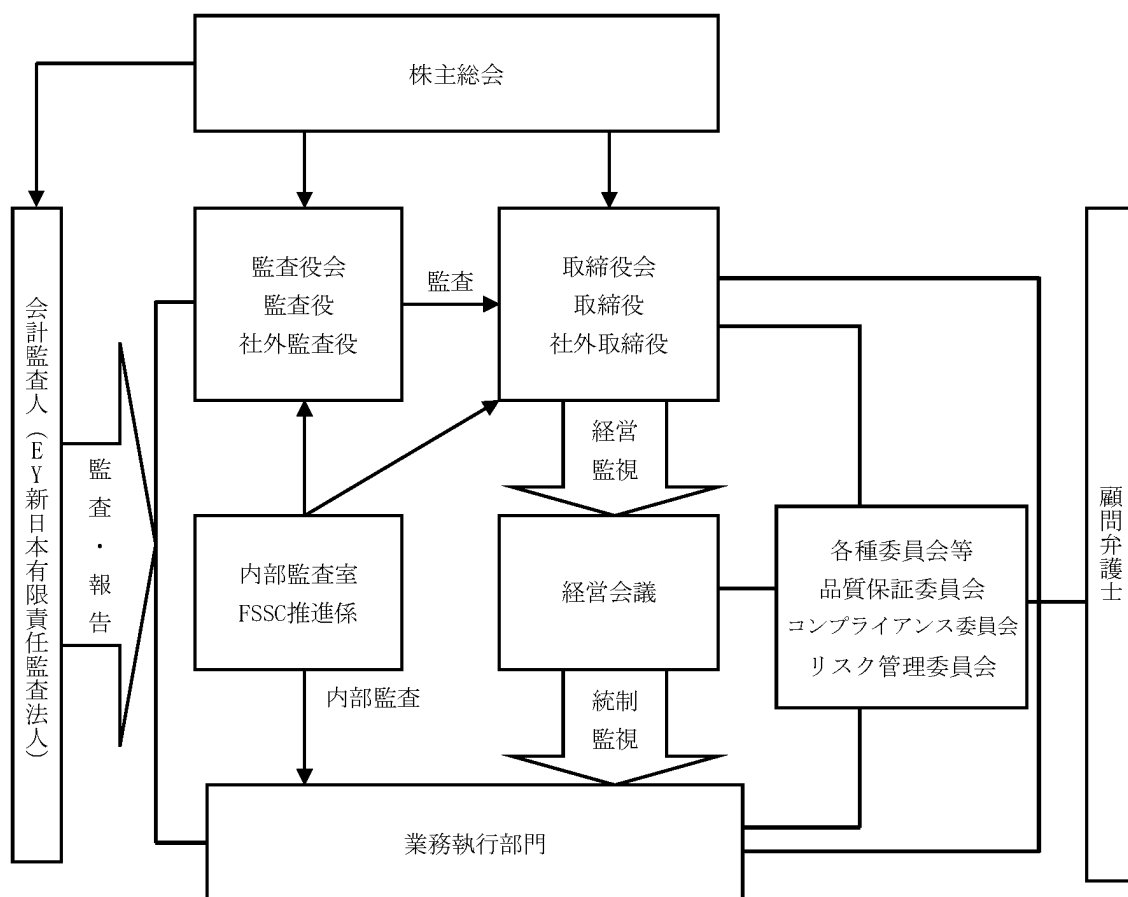 株主総会
監査役会
監査役
社外監査役
監査
取締役会
取締役
社外取締役
会計監査人（EY新日本有限責任監査法人）
監査・報告
経営
監視
顧問弁護士
内部監査室
FSSC推進係
経営会議
各種委員会等
品質保証委員会
コンプライアンス委員会
リスク管理委員会
内部監査
統制
監視
業務執行部門